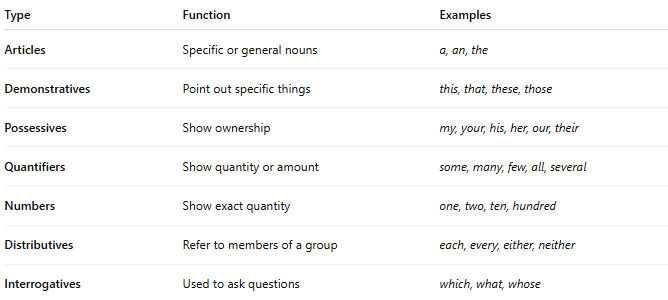 Type Function Examples
Articles Specific or general nouns a, an, the
Demonstratives Point out specific things this, that, these, those
Possessives Show ownership my, your, his, her, our, their
Quantifiers Show quantity or amount some, many, few, all, several
Numbers Show exact quantity one, two, ten, hundred
Distributives Refer to members of a group each, every, either, neither
Interrogatives Used to ask questions which, what, whose